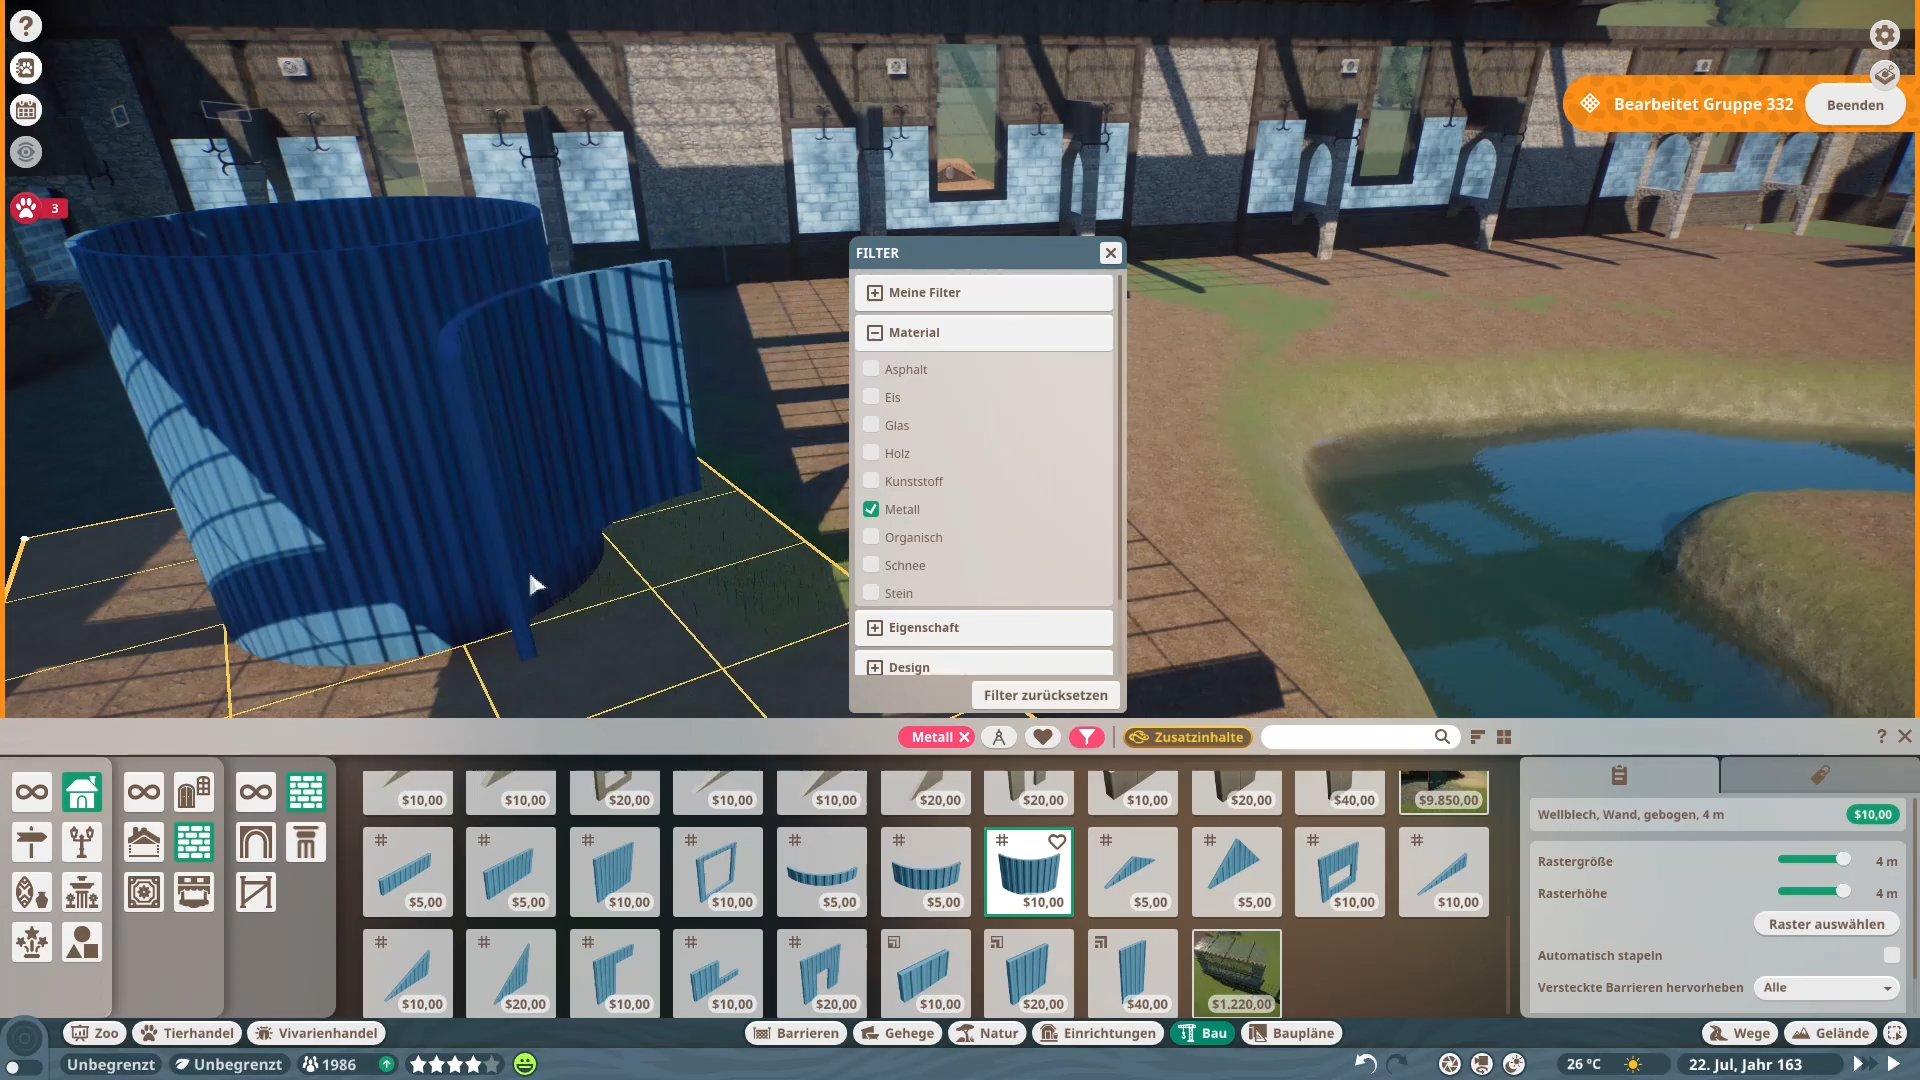 Bearbeitet Gruppe 332
Beenden
3
FILTER
Meine Filter
Material
Asphalt
Eis
Glas
Holz
Kunststoff
Metall
Organisch
Schnee
Stein
Eigenschaft
Design
Filter zurücksetzen
Metall
Zusatzinhalte
?
$10,00 $10,00 $20,00 $10,00 $10,00 $20,00 $20,00 $10,00 $20,00 $40,00 $9.850,00
$5,00 $5,00 $10,00 $10,00 $5,00 $5,00 $10,00 $5,00 $5,00 $10,00 $10,00
$10,00 $20,00 $10,00 $10,00 $20,00 $10,00 $20,00 $40,00 $1.220,00
Wellblech, Wand, gebogen, 4 m $10,00
Rastergröße 4 m
Rasterhöhe 4 m
Raster auswählen
Automatisch stapeln
Versteckte Barrieren hervorheben Alle
Zoo Tierhandel Vivarienhandel Barrieren Gehege Natur Einrichtungen Bau Baupläne Wege Gelände
Unbegrenzt Unbegrenzt 1986 26 °C 22. Jul, Jahr 163